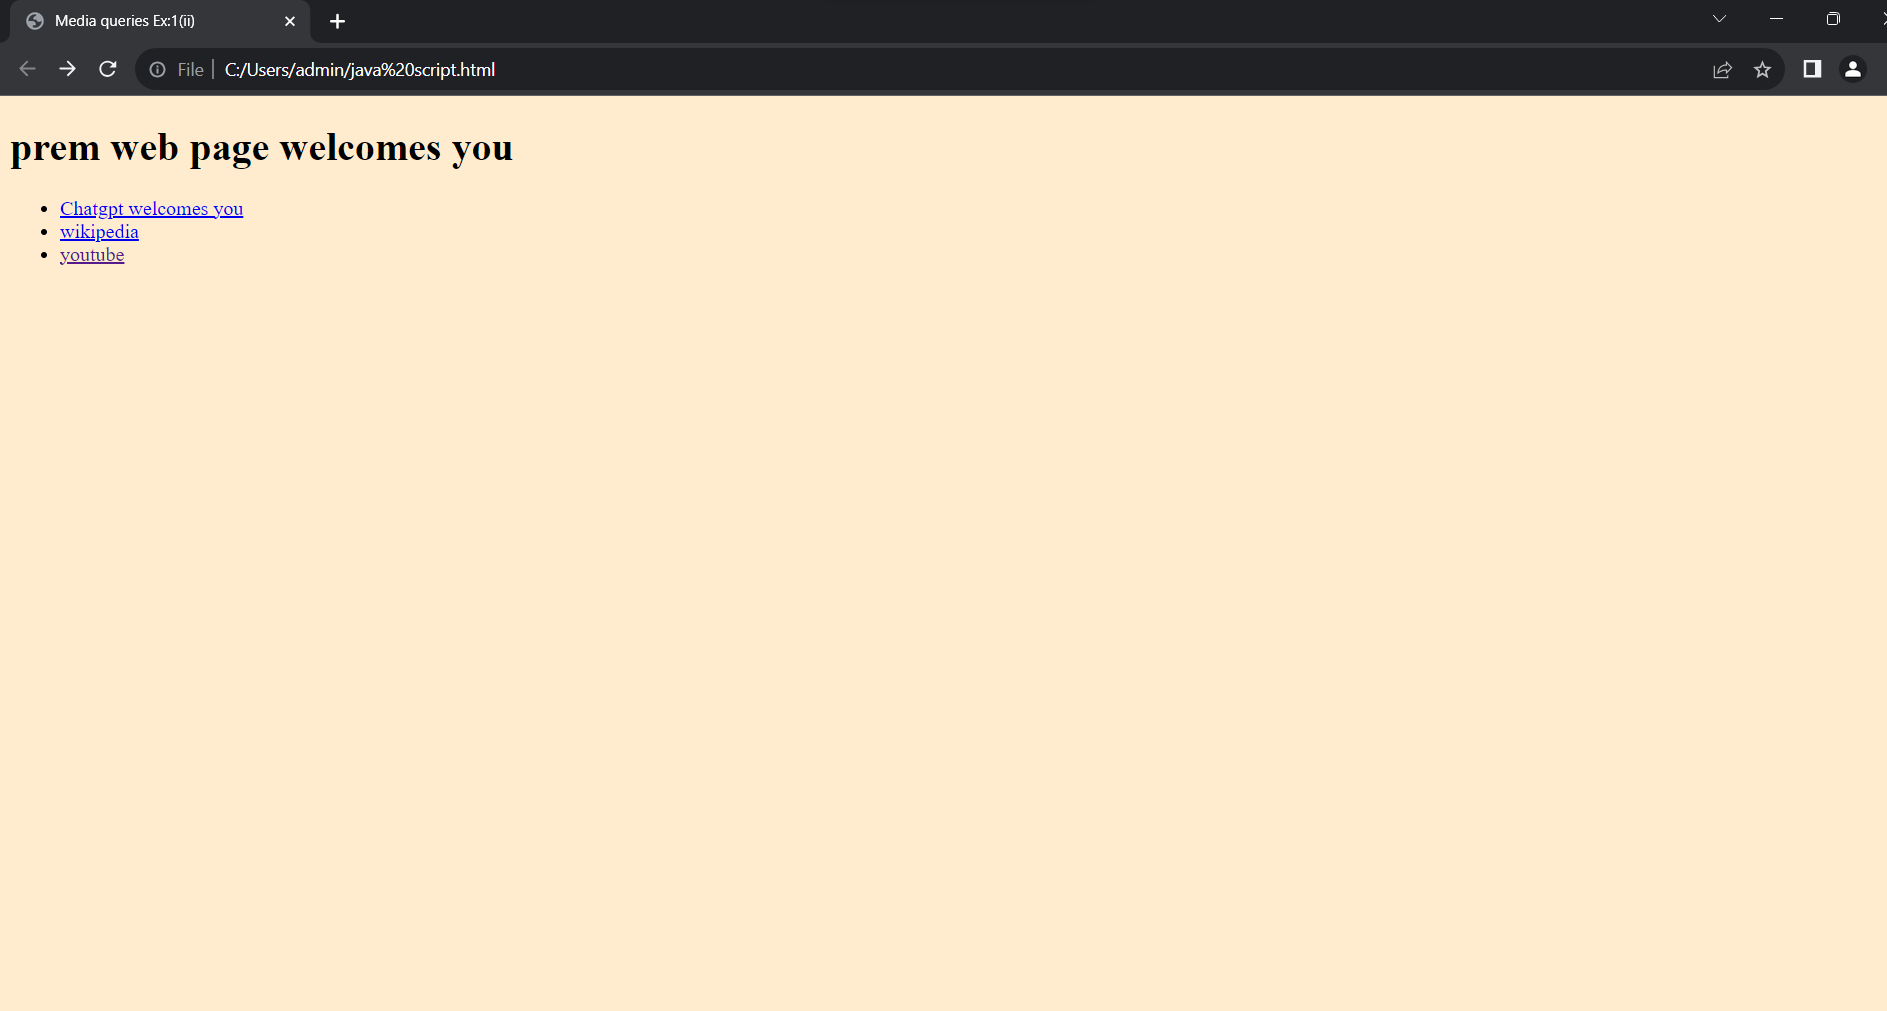 Media queries Ex:1(ii)
File | C:/Users/admin/java%20script.html
prem web page welcomes you
Chatgpt welcomes you
wikipedia
youtube